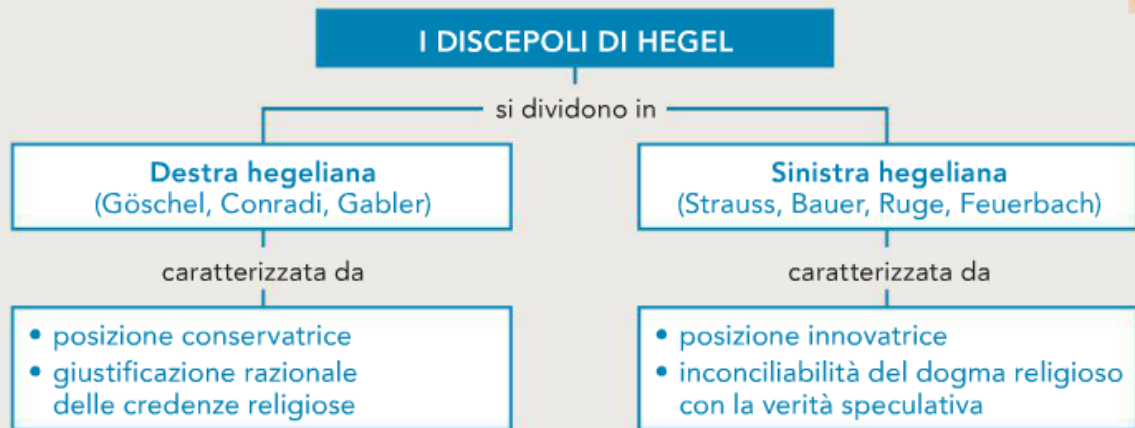 I DISCEPOLI DI HEGEL
si dividono in
Destra hegeliana
(Göschel, Conradi, Gabler)
caratterizzata da
• posizione conservatrice
• giustificazione razionale
delle credenze religiose
Sinistra hegeliana
(Strauss, Bauer, Ruge, Feuerbach)
caratterizzata da
• posizione innovatrice
• inconciliabilità del dogma religioso
con la verità speculativa